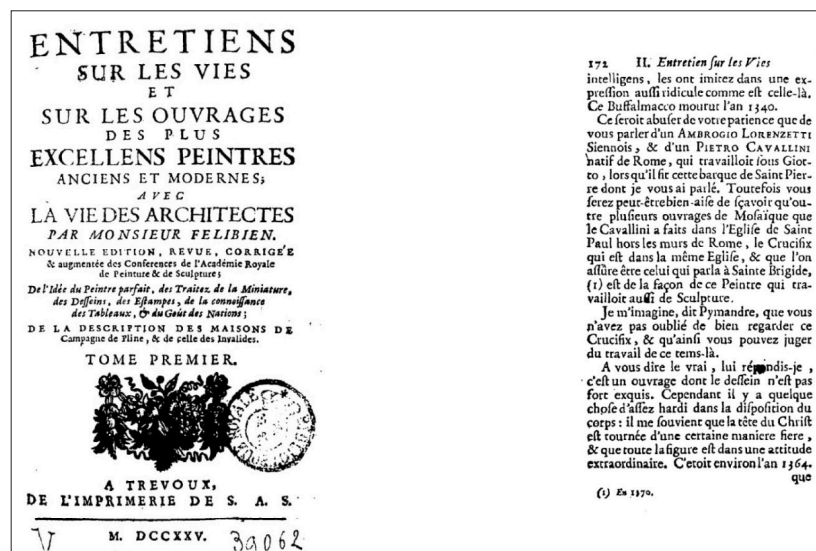 ENTRETIENS
SUR LES VIES
ET
SUR LES OUVRAGES
DES PLUS
EXCELLENS PEINTRES
ANCIENS ET MODERNES;
AVEC
LA VIE DES ARCHITECTES
PAR MONSIEUR FELIBIEN.
NOUVELLE EDITION, REVUE, CORRIGÉE
& augmentée des Conferences de l'Académie Royale
de Peinture & de Sculpture;
De l'Idée du Peintre parfait, des Traitez de la Miniature,
des Desseins, des Estampes, de la connoissance
des Tableaux, & du Goût des Nations;
DE LA DESCRIPTION DES MAISONS DE
Campagne de Pline, & de celle des Invalides.
TOME PREMIER.
A TREVOUX,
DE L'IMPRIMERIE DE S. A. S.
M. DCCXXV.
V 39062
172 II. Entretien sur les Vies
intelligens, les ont imitez dans une ex-
pression aussi ridicule comme est celle-là.
Ce Buffalmacco mourut l'an 1340.
Ce seroit abuser de votre patience que de
vous parler d'un AMBROGIO LORENZETTI
Siennois, & d'un PIETRO CAVALLINI
natif de Rome, qui travailloit sous Giot-
to, lorsqu'il fit cette barque de Saint Pier-
re dont je vous ai parlé. Toutefois vous
serez peut-être bien-aise de sçavoir qu'ou-
tre plusieurs ouvrages de Mosaïque que
le Cavallini a faits dans l'Eglise de Saint
Paul hors les murs de Rome, le Crucifix
qui est dans la même Eglise, & que l'on
assûre être celui qui parla à Sainte Brigide,
(1) est de la façon de ce Peintre qui tra-
vailloit aussi de Sculpture.
Je m'imagine, dit Pymandre, que vous
n'avez pas oublié de bien regarder ce
Crucifix, & qu'ainsi vous pouvez juger
du travail de ce tems-là.
A vous dire le vrai, lui répondis-je,
c'est un ouvrage dont le dessein n'est pas
fort exquis. Cependant il y a quelque
chose d'assez hardi dans la disposition du
corps: il me souvient que la tête du Christ
est tournée d'une certaine maniere fiere,
& que toute la figure est dans une attitude
extraordinaire. C'etoit environ l'an 1364.
que
(1) En 1370.